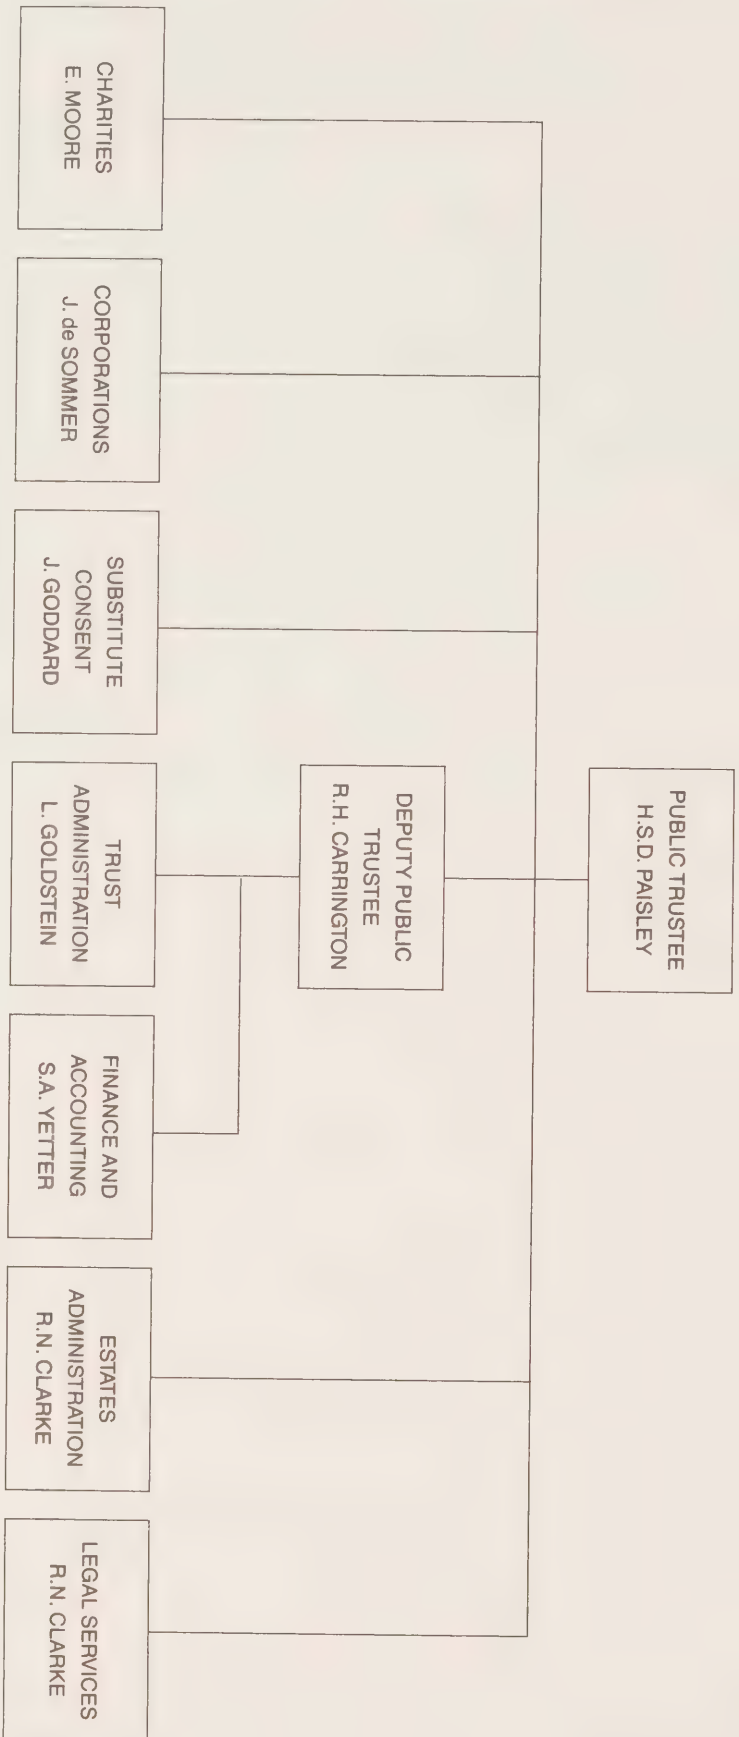 PUBLIC TRUSTEE
H.S.D. PAISLEY
DEPUTY PUBLIC
TRUSTEE
R.H. CARRINGTON
CHARITIES
E. MOORE
CORPORATIONS
J. de SOMMER
SUBSTITUTE
CONSENT
J. GODDARD
TRUST
ADMINISTRATION
L. GOLDSTEIN
FINANCE AND
ACCOUNTING
S.A. YETTER
ESTATES
ADMINISTRATION
R.N. CLARKE
LEGAL SERVICES
R.N. CLARKE